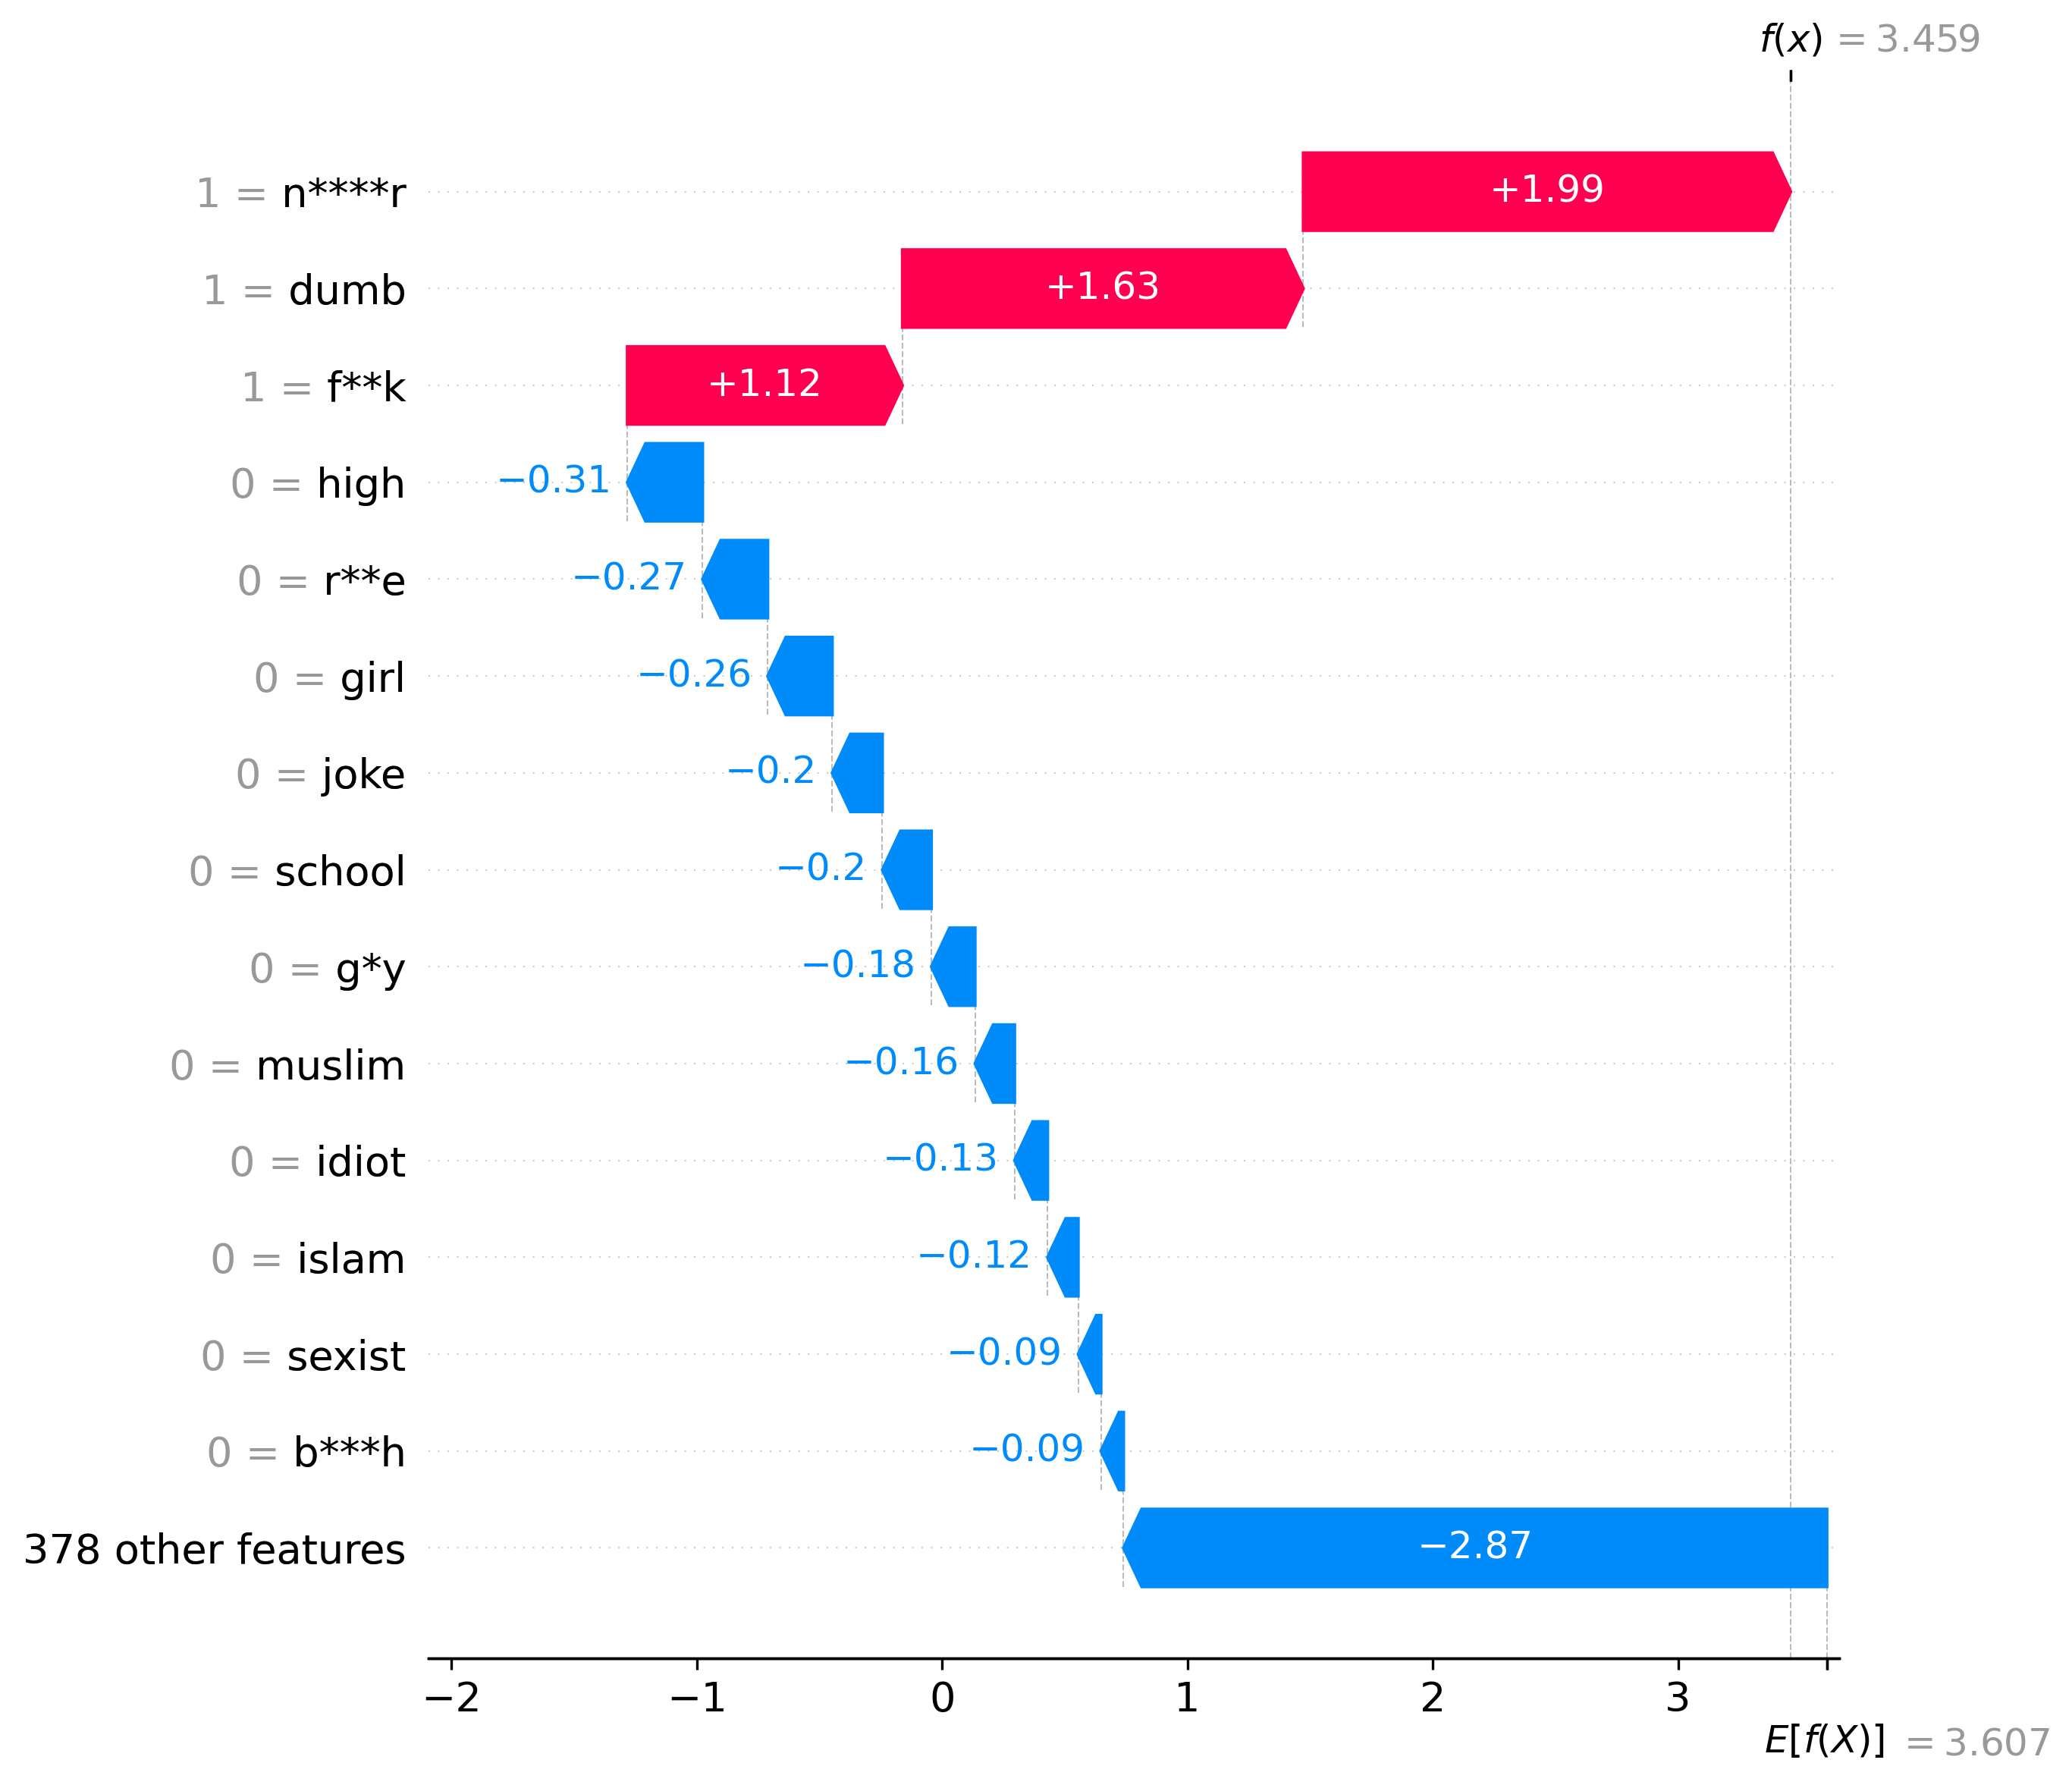 f(x) = 3.459
1 = n****r +1.99
1 = dumb +1.63
1 = f**k +1.12
0 = high −0.31
0 = r**e −0.27
0 = girl −0.26
0 = joke −0.2
0 = school −0.2
0 = g*y −0.18
0 = muslim −0.16
0 = idiot −0.13
0 = islam −0.12
0 = sexist −0.09
0 = b***h −0.09
378 other features −2.87
−2 −1 0 1 2 3
E[f(X)] = 3.607